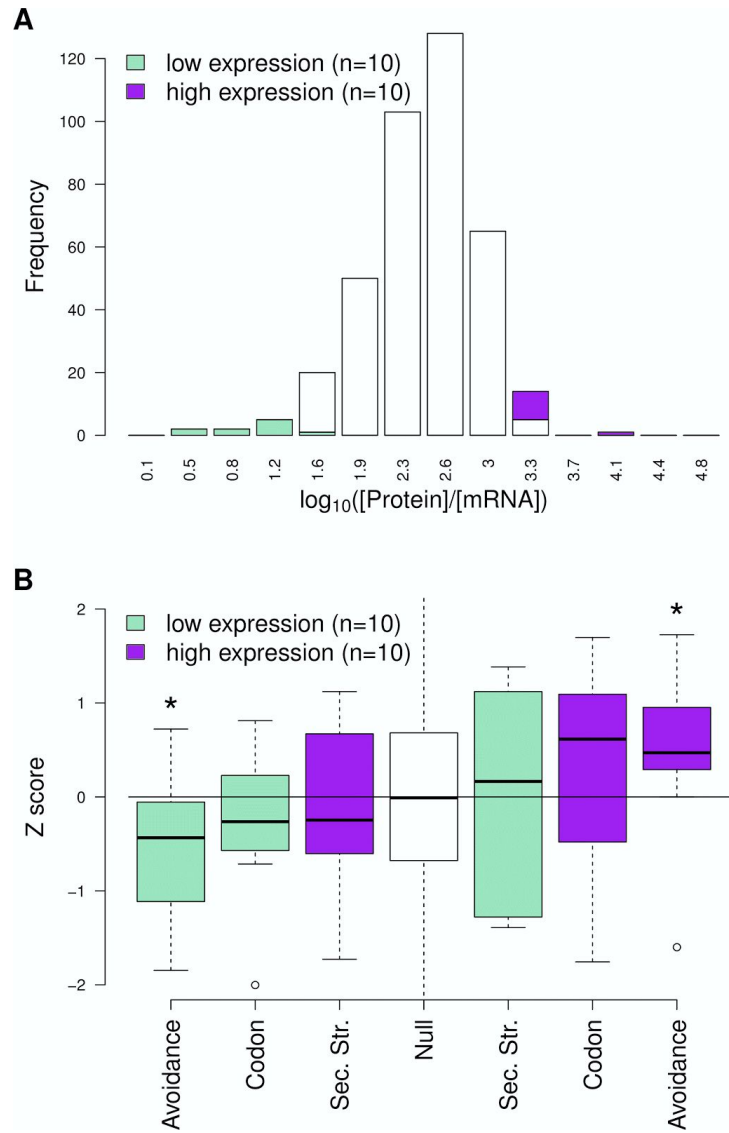 A
low expression (n=10)
high expression (n=10)
Frequency
120
100
80
60
40
20
0
0.1 0.5 0.8 1.2 1.6 1.9 2.3 2.6 3 3.3 3.7 4.1 4.4 4.8
log₁₀([Protein]/[mRNA])
B
low expression (n=10)
high expression (n=10)
Z score
2
1
0
−1
−2
*
*
Avoidance Codon Sec. Str. Null Sec. Str. Codon Avoidance